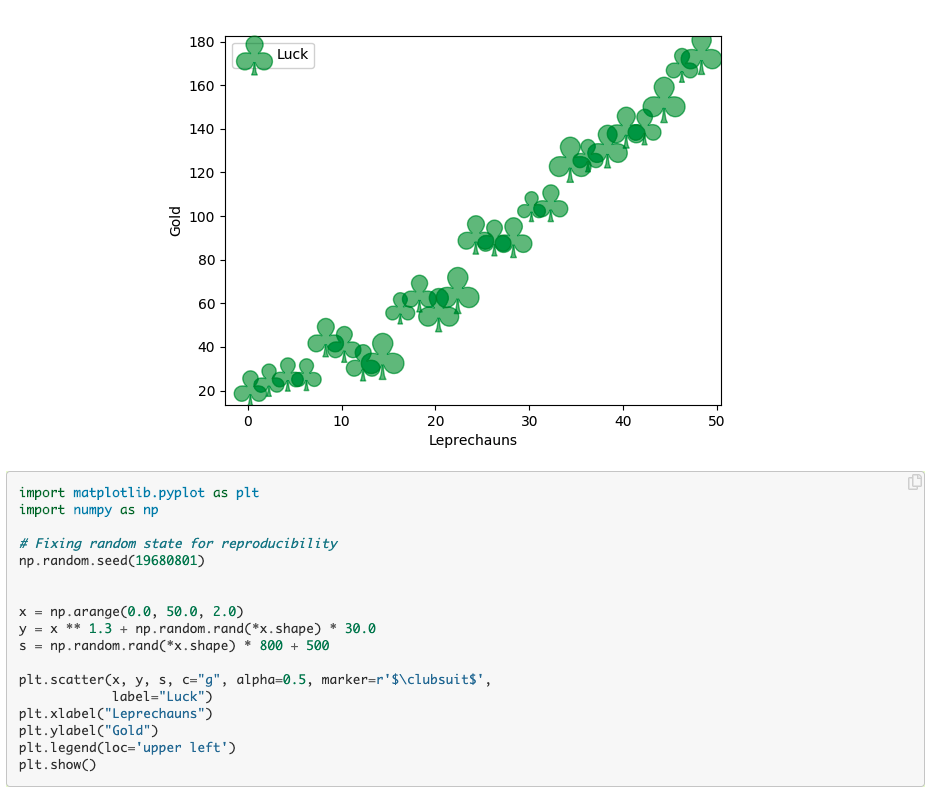 180
Luck
160
140
120
100
80
60
40
20
Gold
0 10 20 30 40 50
Leprechauns
import matplotlib.pyplot as plt
import numpy as np
# Fixing random state for reproducibility
np.random.seed(19680801)
x = np.arange(0.0, 50.0, 2.0)
y = x ** 1.3 + np.random.rand(*x.shape) * 30.0
s = np.random.rand(*x.shape) * 800 + 500
plt.scatter(x, y, s, c="g", alpha=0.5, marker=r'$\clubsuit$',
            label="Luck")
plt.xlabel("Leprechauns")
plt.ylabel("Gold")
plt.legend(loc='upper left')
plt.show()